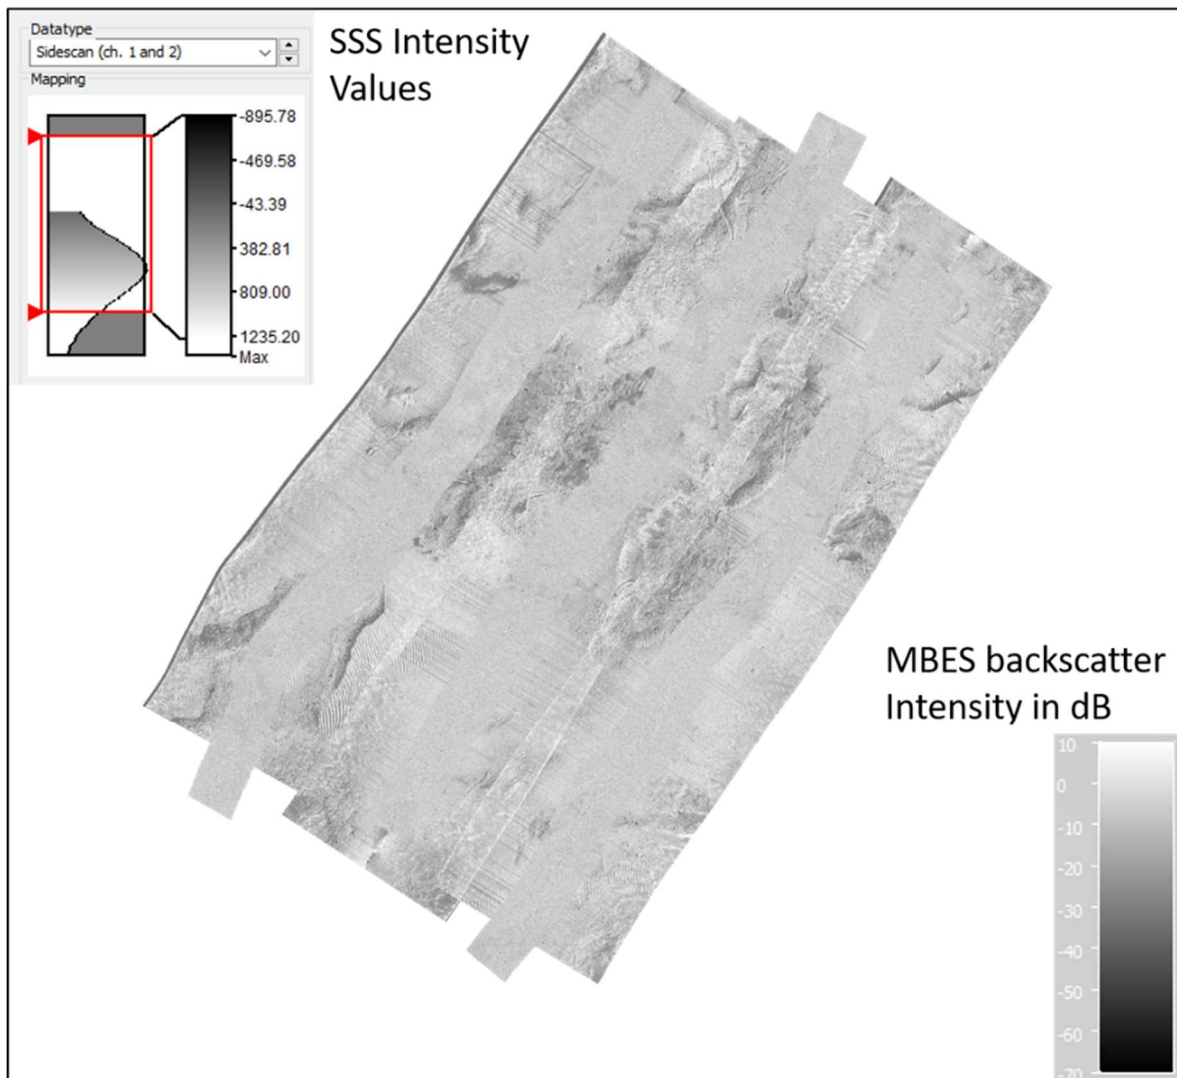 Datatype
Sidescan (ch. 1 and 2)
Mapping
-895.78
-469.58
-43.39
382.81
809.00
1235.20
Max
SSS Intensity
Values
MBES backscatter
Intensity in dB
10
0
-10
-20
-30
-40
-50
-60
-70